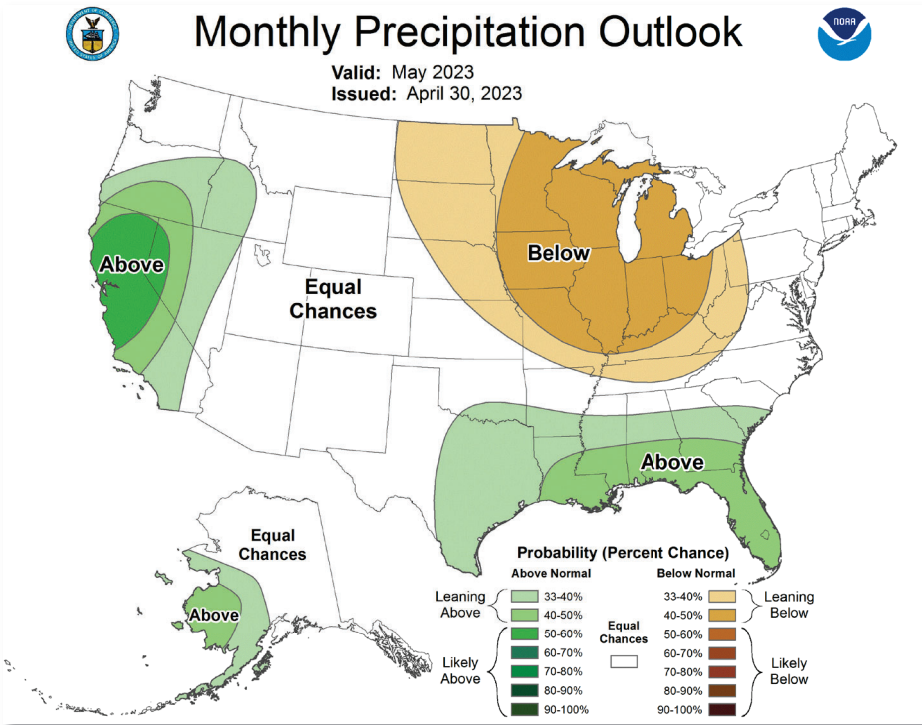 Monthly Precipitation Outlook
NOAA
Valid: May 2023
Issued: April 30, 2023
Above
Below
Equal
Chances
Above
Equal
Chances
Above
Probability (Percent Chance)
Above Normal
Below Normal
Leaning
Above
33-40%
40-50%
50-60%
60-70%
70-80%
80-90%
90-100%
Likely
Above
Equal
Chances
33-40%
40-50%
50-60%
60-70%
70-80%
80-90%
90-100%
Leaning
Below
Likely
Below